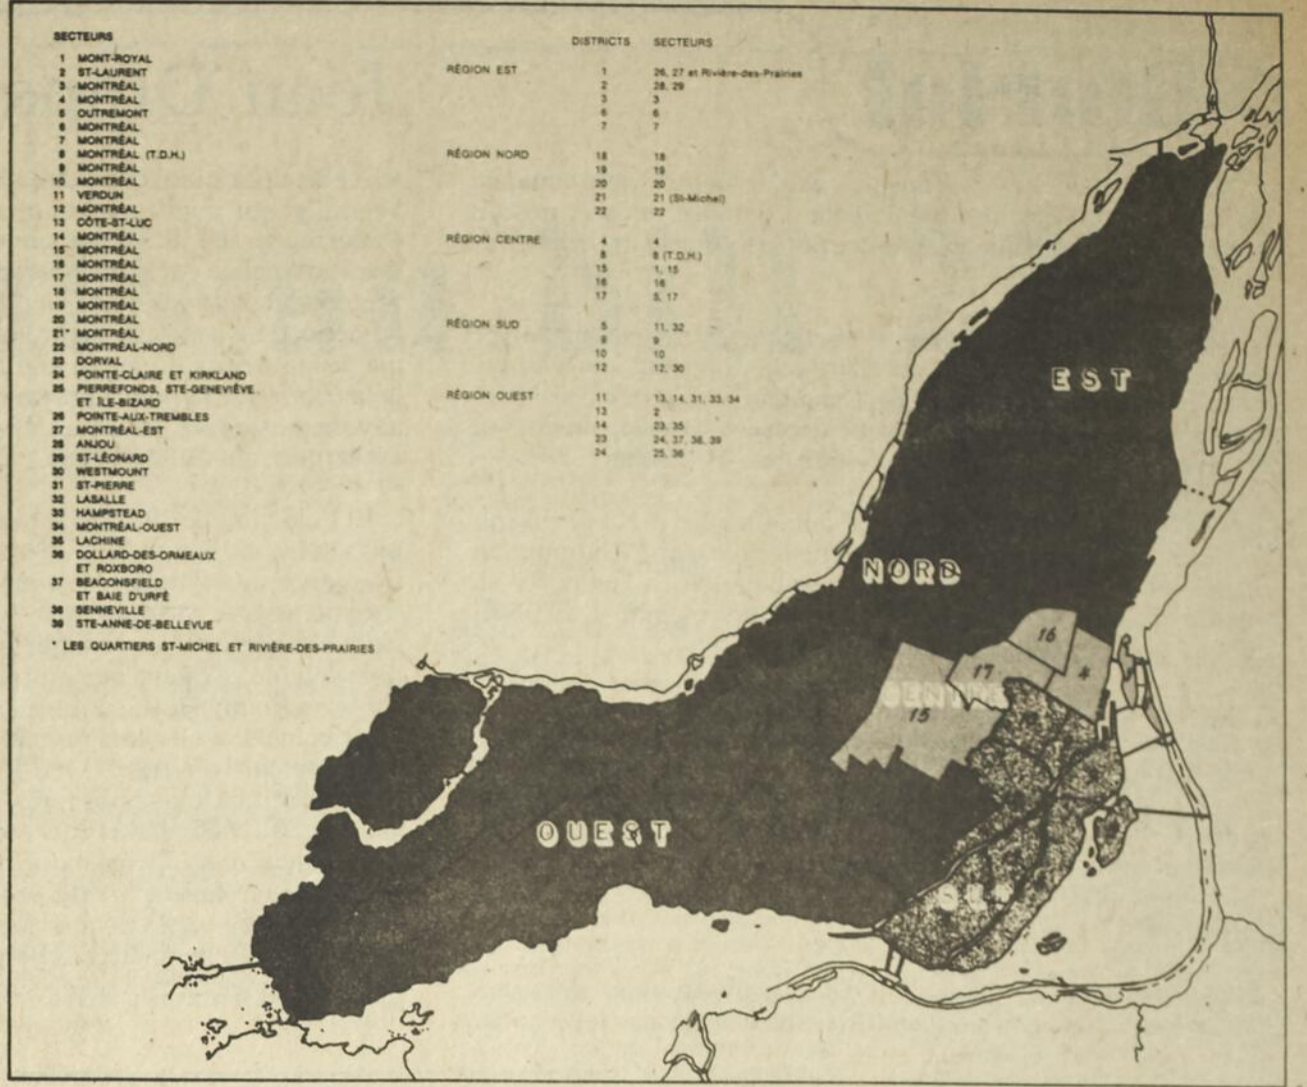 SECTEURS
1 MONT-ROYAL
2 ST-LAURENT
3 MONTRÉAL
4 MONTRÉAL
5 OUTREMONT
6 MONTRÉAL
7 MONTRÉAL
8 MONTRÉAL (T.D.H.)
9 MONTRÉAL
10 MONTRÉAL
11 VERDUN
12 MONTRÉAL
13 CÔTE-ST-LUC
14 MONTRÉAL
15 MONTRÉAL
16 MONTRÉAL
17 MONTRÉAL
18 MONTRÉAL
19 MONTRÉAL
20 MONTRÉAL
21* MONTRÉAL
22 MONTRÉAL-NORD
23 DORVAL
24 POINTE-CLAIRE ET KIRKLAND
25 PIERREFONDS, STE-GENEVIÈVE
ET ÎLE-BIZARD
26 POINTE-AUX-TREMBLES
27 MONTRÉAL-EST
28 ANJOU
29 ST-LÉONARD
30 WESTMOUNT
31 ST-PIERRE
32 LASALLE
33 HAMPSTEAD
34 MONTRÉAL-OUEST
35 LACHINE
36 DOLLARD-DES-ORMEAUX
ET ROXBORO
37 BEACONSFIELD
ET BAIE D'URFÉ
38 SENNEVILLE
39 STE-ANNE-DE-BELLEVUE
* LES QUARTIERS ST-MICHEL ET RIVIÈRE-DES-PRAIRIES
DISTRICTS SECTEURS
RÉGION EST 1 26, 27 et Rivière-des-Prairies
2 28, 29
3 3
6 6
7 7
RÉGION NORD 18 18
19 19
20 20
21 21 (St-Michel)
22 22
RÉGION CENTRE 4 4
8 8 (T.D.H.)
15 1, 15
16 16
17 5, 17
RÉGION SUD 5 11, 32
9 9
10 10
12 12, 30
RÉGION OUEST 11 13, 14, 31, 33, 34
13 2
14 23, 35
23 24, 37, 38, 39
24 25, 36
EST
NORD
16
17
4
CENTRE
15
OUEST